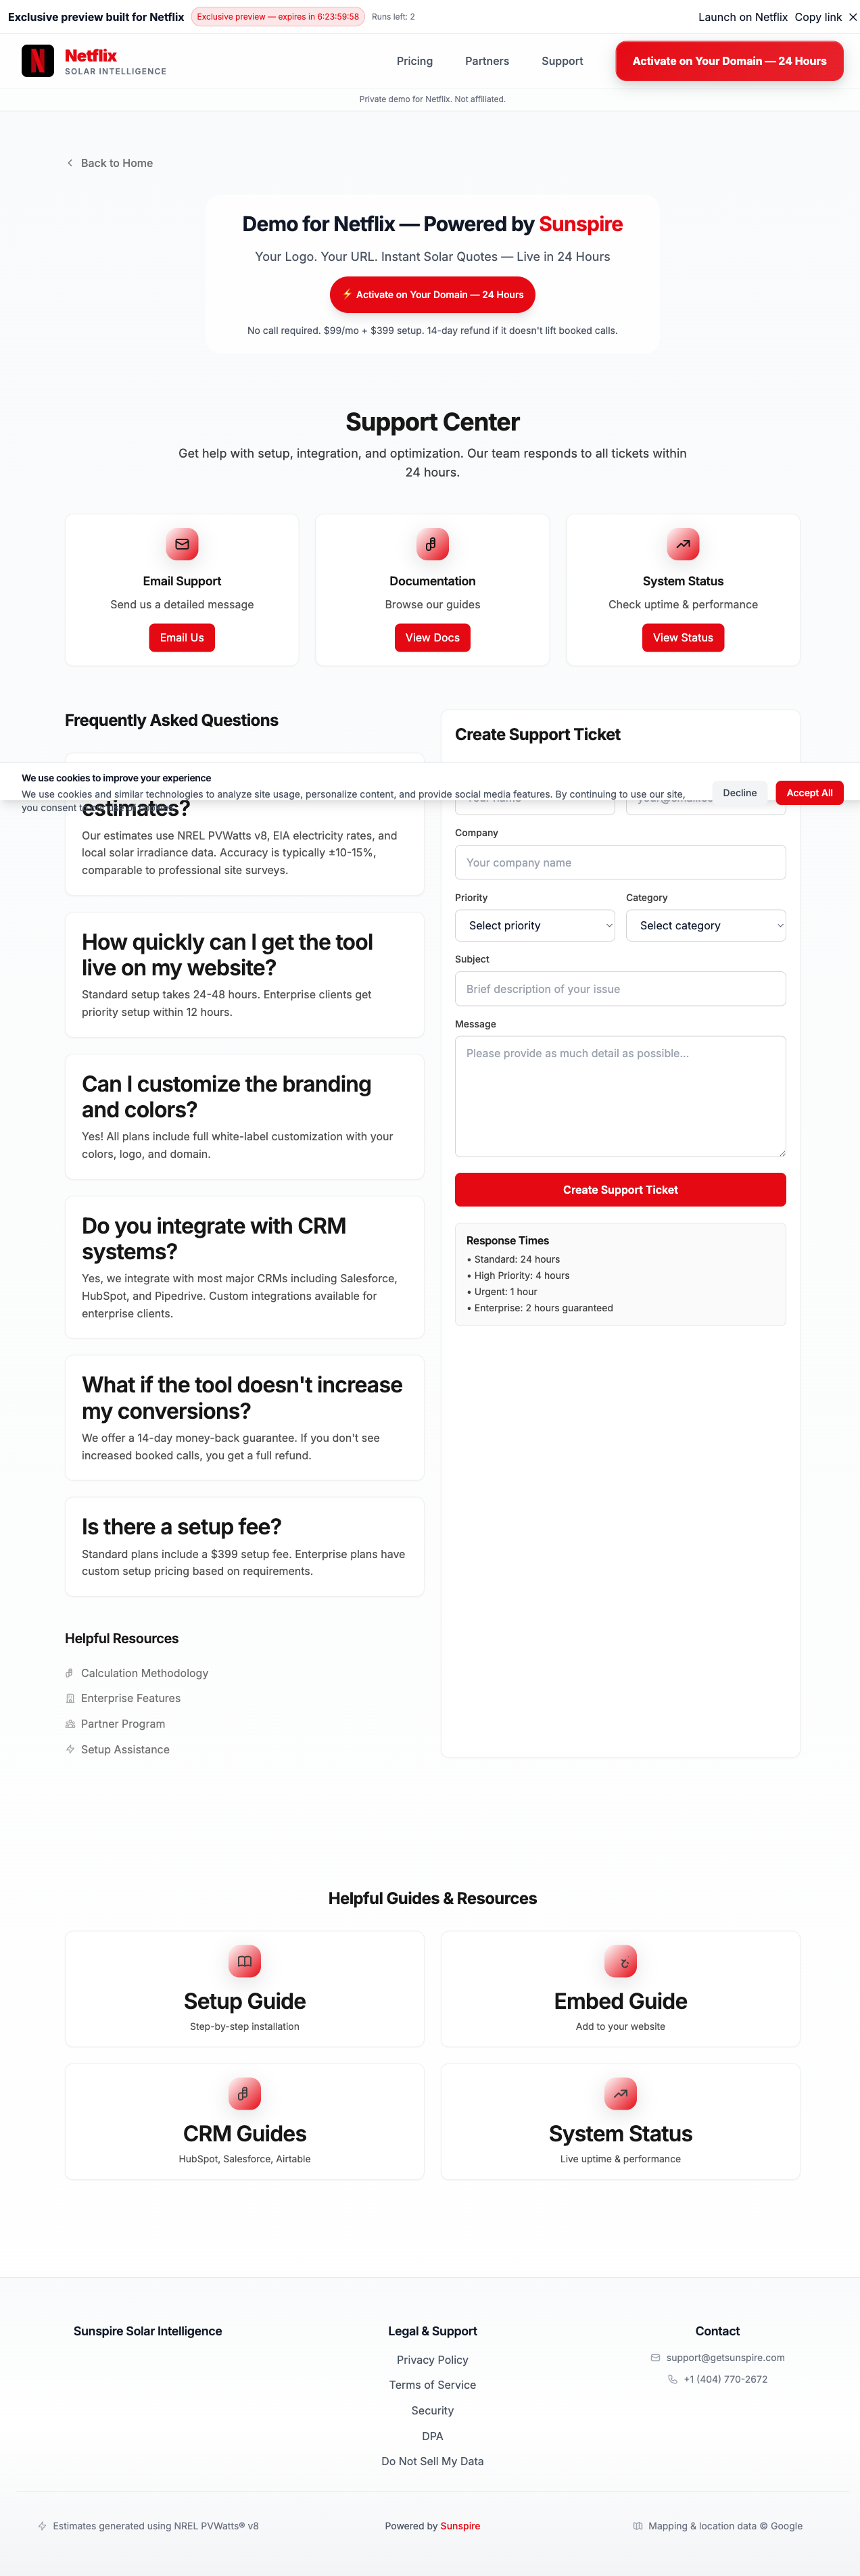 Exclusive preview built for Netflix
Exclusive preview — expires in 6:23:59:58
Runs left: 2
Launch on Netflix
Copy link
Netflix
SOLAR INTELLIGENCE
Pricing
Partners
Support
Activate on Your Domain — 24 Hours
Private demo for Netflix. Not affiliated.
Back to Home
Demo for Netflix — Powered by Sunspire
Your Logo. Your URL. Instant Solar Quotes — Live in 24 Hours
⚡ Activate on Your Domain — 24 Hours
No call required. $99/mo + $399 setup. 14-day refund if it doesn't lift booked calls.
Support Center
Get help with setup, integration, and optimization. Our team responds to all tickets within
24 hours.
Email Support
Send us a detailed message
Email Us
Documentation
Browse our guides
View Docs
System Status
Check uptime & performance
View Status
Frequently Asked Questions
Create Support Ticket
We use cookies to improve your experience
We use cookies and similar technologies to analyze site usage, personalize content, and provide social media features. By continuing to use our site,
you consent
Decline
Accept All
estimates?
Our estimates use NREL PVWatts v8, EIA electricity rates, and
local solar irradiance data. Accuracy is typically ±10-15%,
comparable to professional site surveys.
How quickly can I get the tool
live on my website?
Standard setup takes 24-48 hours. Enterprise clients get
priority setup within 12 hours.
Can I customize the branding
and colors?
Yes! All plans include full white-label customization with your
colors, logo, and domain.
Do you integrate with CRM
systems?
Yes, we integrate with most major CRMs including Salesforce,
HubSpot, and Pipedrive. Custom integrations available for
enterprise clients.
What if the tool doesn't increase
my conversions?
We offer a 14-day money-back guarantee. If you don't see
increased booked calls, you get a full refund.
Is there a setup fee?
Standard plans include a $399 setup fee. Enterprise plans have
custom setup pricing based on requirements.
Helpful Resources
Calculation Methodology
Enterprise Features
Partner Program
Setup Assistance
Company
Your company name
Priority
Category
Select priority
Select category
Subject
Brief description of your issue
Message
Please provide as much detail as possible...
Create Support Ticket
Response Times
• Standard: 24 hours
• High Priority: 4 hours
• Urgent: 1 hour
• Enterprise: 2 hours guaranteed
Helpful Guides & Resources
Setup Guide
Step-by-step installation
Embed Guide
Add to your website
CRM Guides
HubSpot, Salesforce, Airtable
System Status
Live uptime & performance
Sunspire Solar Intelligence
Legal & Support
Privacy Policy
Terms of Service
Security
DPA
Do Not Sell My Data
Contact
support@getsunspire.com
+1 (404) 770-2672
Estimates generated using NREL PVWatts® v8
Powered by Sunspire
Mapping & location data © Google